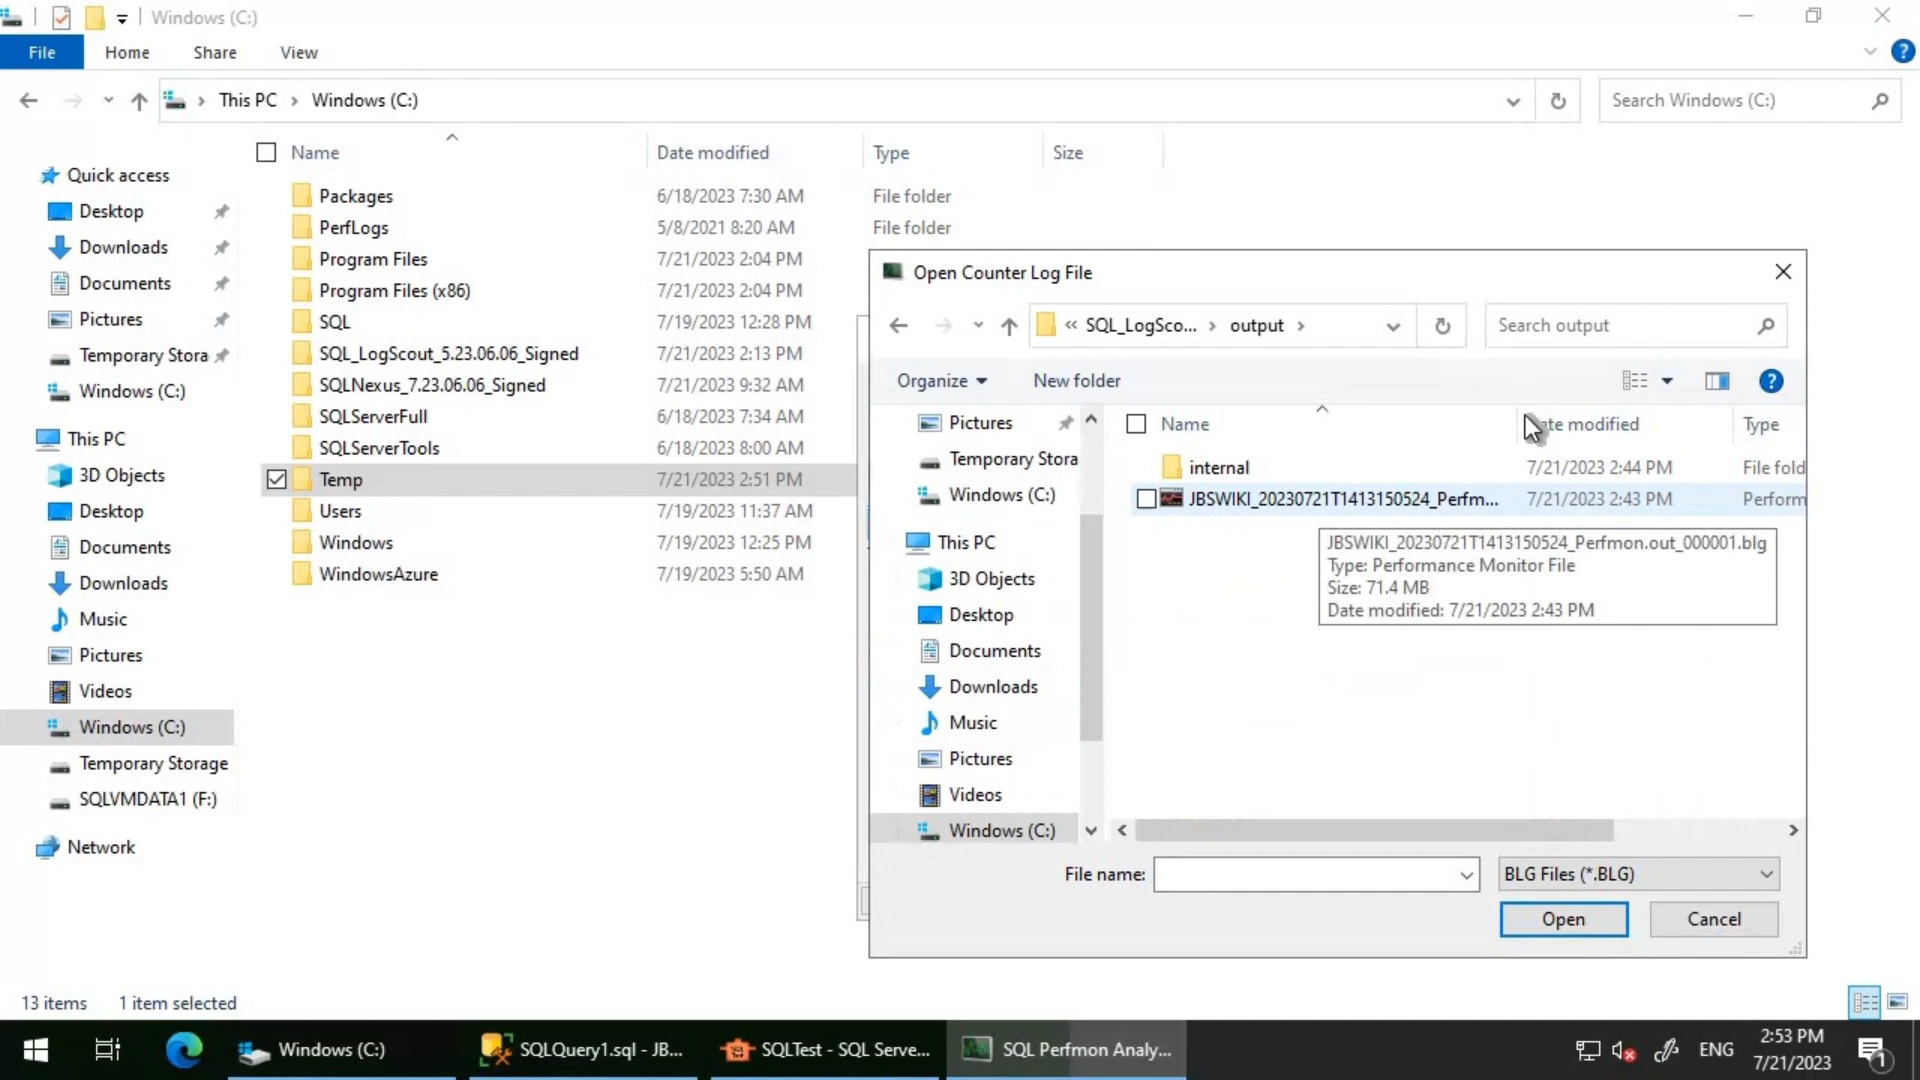 Windows (C:)
File Home Share View
This PC Windows (C:)
Search Windows (C:)
Name Date modified Type Size
Quick access
Desktop
Downloads
Documents
Pictures
Temporary Stora
Windows (C:)
This PC
3D Objects
Desktop
Documents
Downloads
Music
Pictures
Videos
Windows (C:)
Temporary Storage
SQLVMDATA1 (F:)
Network
Packages 6/18/2023 7:30 AM File folder
PerfLogs 5/8/2021 8:20 AM File folder
Program Files 7/21/2023 2:04 PM
Program Files (x86) 7/21/2023 2:04 PM
SQL 7/19/2023 12:28 PM
SQL_LogScout_5.23.06.06_Signed 7/21/2023 2:13 PM
SQLNexus_7.23.06.06_Signed 7/21/2023 9:32 AM
SQLServerFull 6/18/2023 7:34 AM
SQLServerTools 6/18/2023 8:00 AM
Temp 7/21/2023 2:51 PM
Users 7/19/2023 11:37 AM
Windows 7/19/2023 12:25 PM
WindowsAzure 7/19/2023 5:50 AM
Open Counter Log File
« SQL_LogSco... output
Search output
Organize New folder
?
Pictures
Temporary Stora
Windows (C:)
This PC
3D Objects
Desktop
Documents
Downloads
Music
Pictures
Videos
Windows (C:)
Name te modified Type
internal 7/21/2023 2:44 PM File fold
JBSWIKI_20230721T1413150524_Perfm... 7/21/2023 2:43 PM Perform
JBSWIKI_20230721T1413150524_Perfmon.out_000001.blg
Type: Performance Monitor File
Size: 71.4 MB
Date modified: 7/21/2023 2:43 PM
File name: BLG Files (*.BLG)
Open Cancel
13 items 1 item selected
Windows (C:) SQLQuery1.sql - JB... SQLTest - SQL Serve... SQL Perfmon Analy...
ENG
2:53 PM
7/21/2023
1